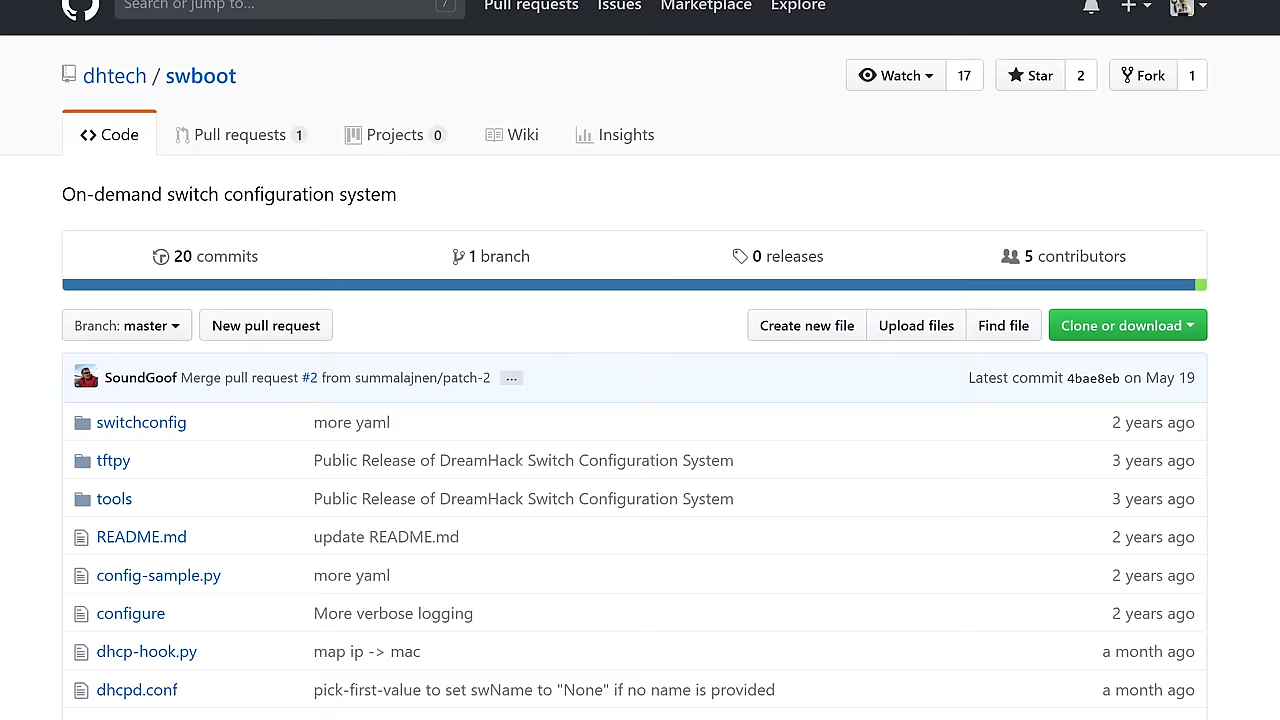 Search or jump to...
/
Pull requests
Issues
Marketplace
Explore
dhtech / swboot
Watch
17
Star
2
Fork
1
Code
Pull requests 1
Projects 0
Wiki
Insights
On-demand switch configuration system
20 commits
1 branch
0 releases
5 contributors
Branch: master
New pull request
Create new file
Upload files
Find file
Clone or download
SoundGoof Merge pull request #2 from summalajnen/patch-2 ...
Latest commit 4bae8eb on May 19
switchconfig more yaml 2 years ago
tftpy Public Release of DreamHack Switch Configuration System 3 years ago
tools Public Release of DreamHack Switch Configuration System 3 years ago
README.md update README.md 2 years ago
config-sample.py more yaml 2 years ago
configure More verbose logging 2 years ago
dhcp-hook.py map ip -> mac a month ago
dhcpd.conf pick-first-value to set swName to "None" if no name is provided a month ago